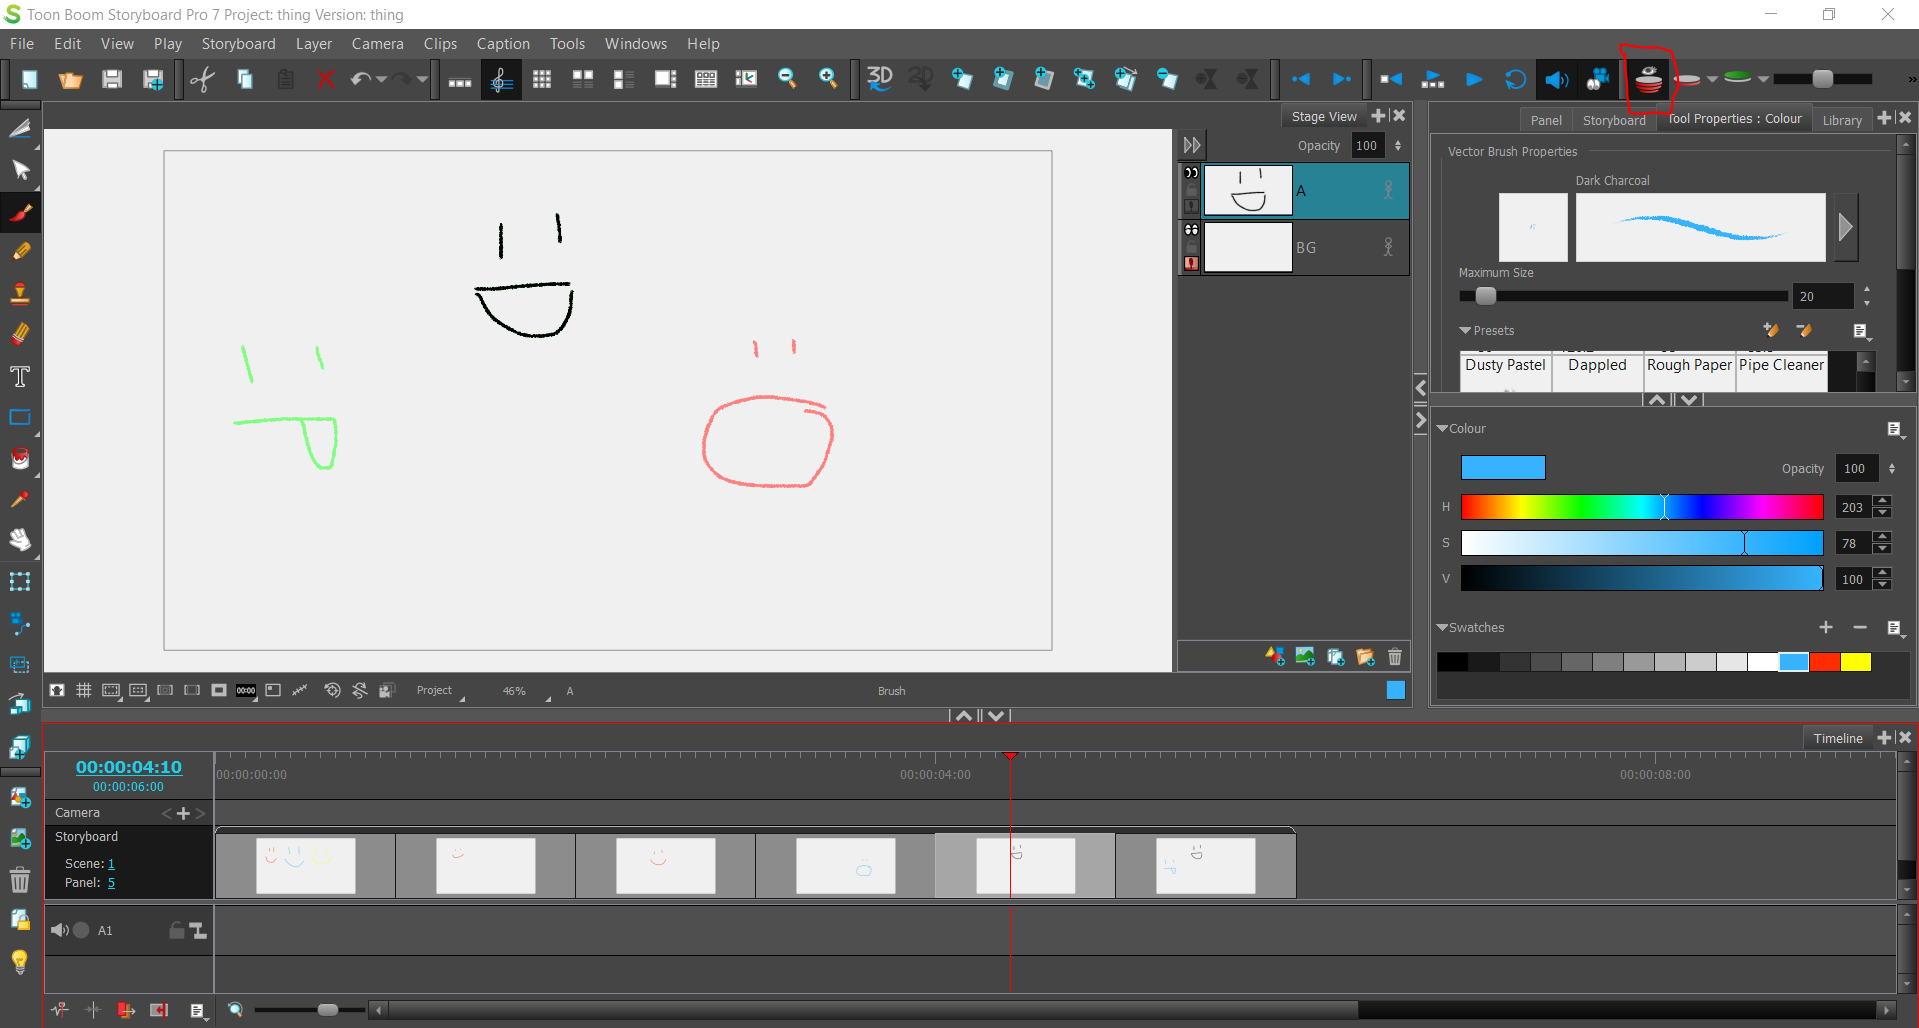 Toon Boom Storyboard Pro 7 Project: thing Version: thing
File Edit View Play Storyboard Layer Camera Clips Caption Tools Windows Help
3D 2D
Stage View
Opacity 100
A
BG
Panel Storyboard Tool Properties : Colour Library
Vector Brush Properties
Dark Charcoal
Maximum Size
20
Presets
Dusty Pastel Dappled Rough Paper Pipe Cleaner
Colour
Opacity 100
H 203
S 78
V 100
Swatches
00:00 Project 46% A Brush
Timeline
00:00:04:10
00:00:06:00
00:00:00:00 00:00:04:00 00:00:08:00
Camera
Storyboard
Scene: 1
Panel: 5
A1